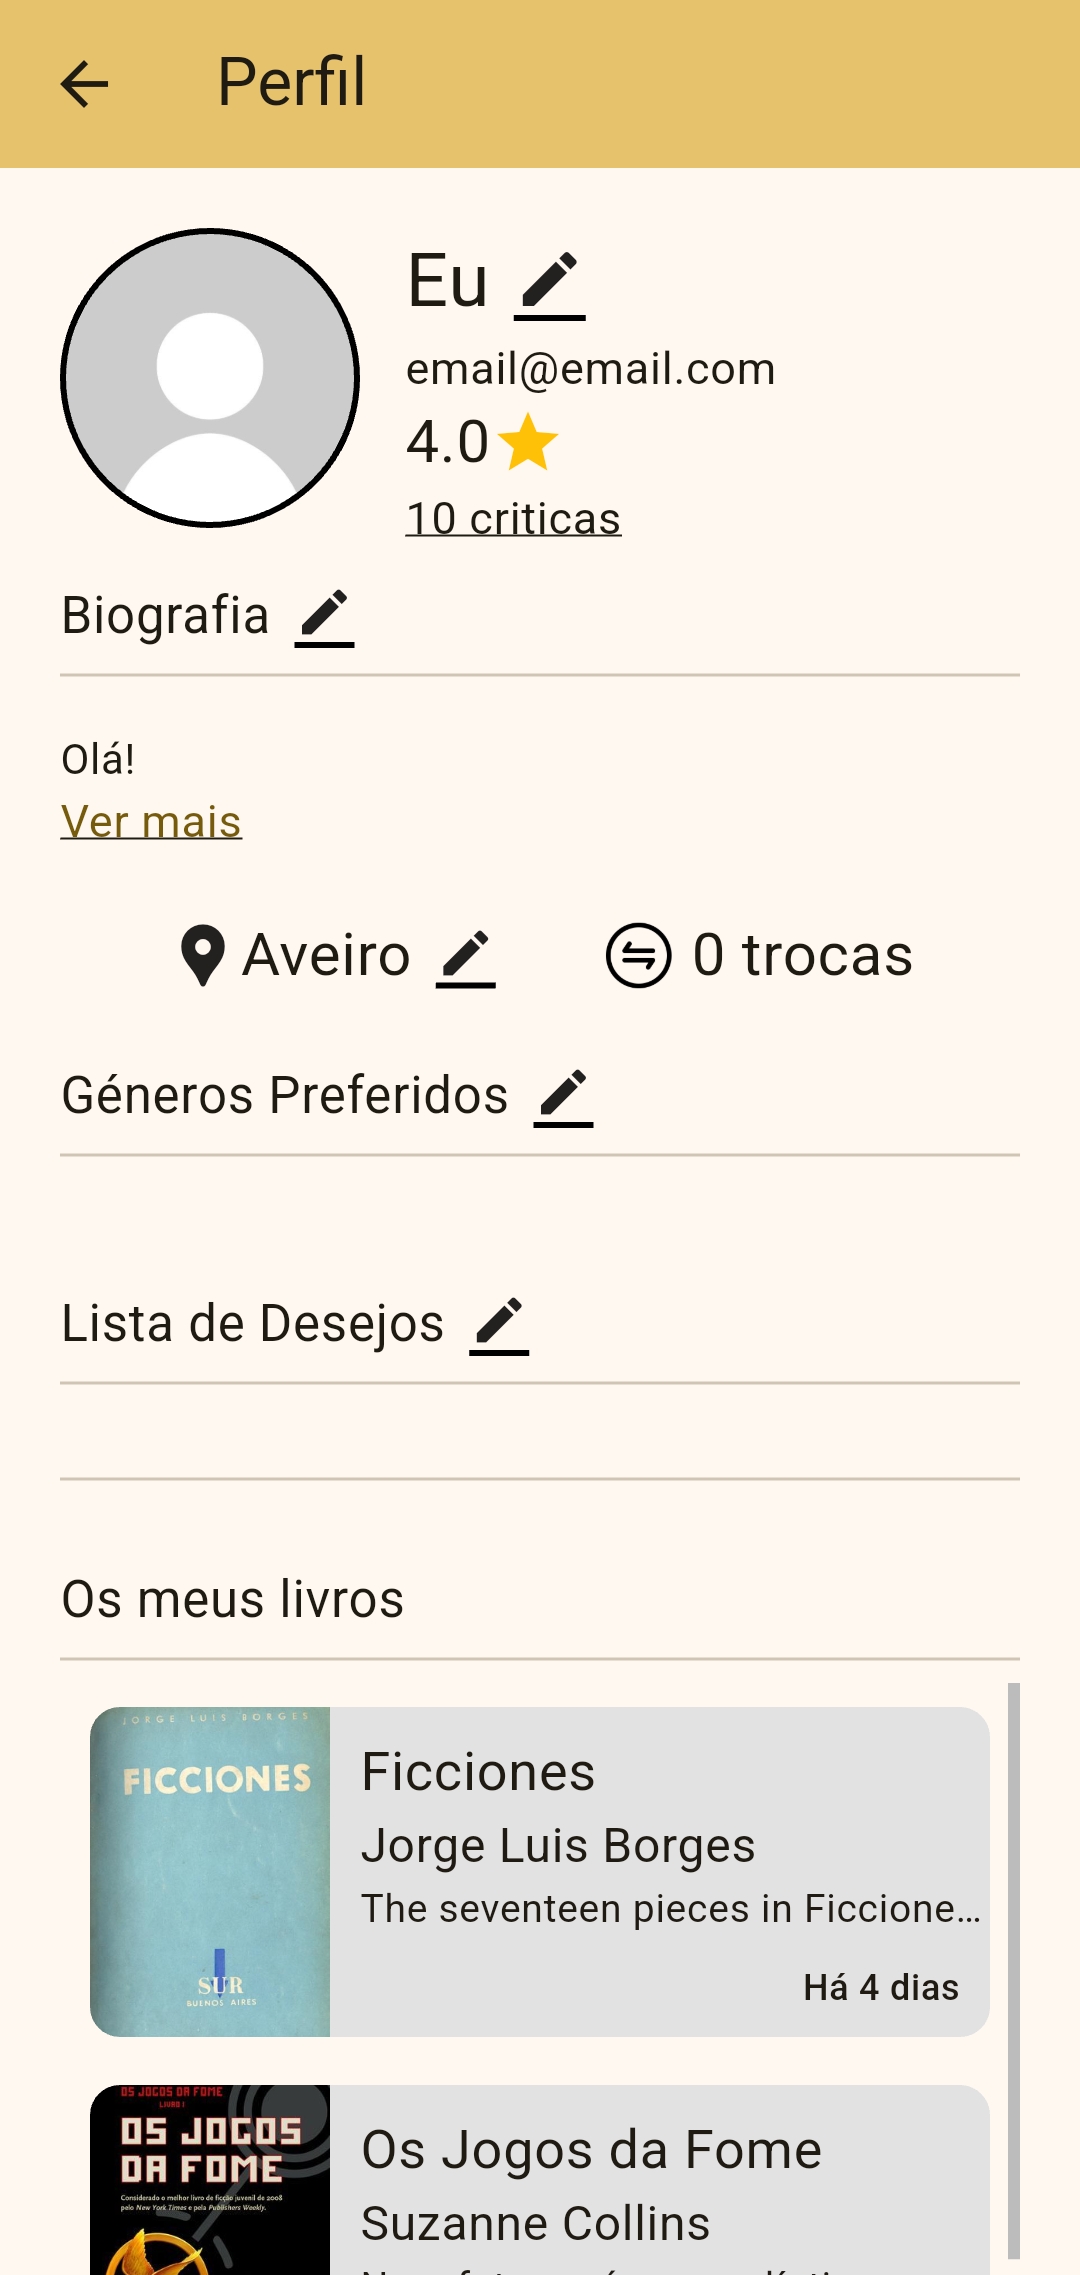 Perfil
Eu
email@email.com
4.0
10 criticas
Biografia
Olá!
Ver mais
Aveiro
0 trocas
Géneros Preferidos
Lista de Desejos
Os meus livros
JORGE LUIS BORGES
FICCIONES
SUR
BUENOS AIRES
Ficciones
Jorge Luis Borges
The seventeen pieces in Ficcione…
Há 4 dias
OS JOGOS DA FOME
LIVRO I
OS JOGOS
DA FOME
Considerado o melhor livro de ficção juvenil de 2008
pelo New York Times e pela Publishers Weekly.
Os Jogos da Fome
Suzanne Collins